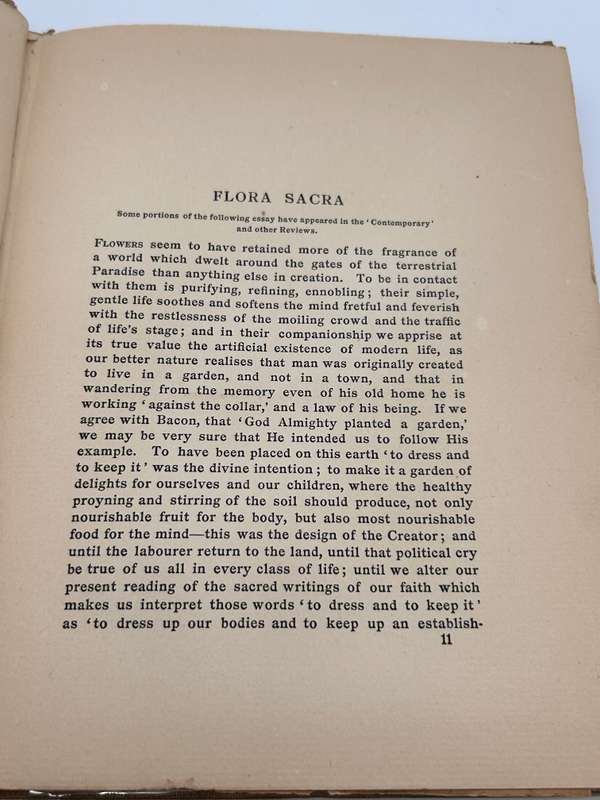 FLORA SACRA
Some portions of the following essay have appeared in the ‘Contemporary’
and other Reviews.
FLOWERS seem to have retained more of the fragrance of
a world which dwelt around the gates of the terrestrial
Paradise than anything else in creation. To be in contact
with them is purifying, refining, ennobling; their simple,
gentle life soothes and softens the mind fretful and feverish
with the restlessness of the moiling crowd and the traffic
of life's stage; and in their companionship we apprise at
its true value the artificial existence of modern life, as
our better nature realises that man was originally created
to live in a garden, and not in a town, and that in
wandering from the memory even of his old home he is
working ‘against the collar,’ and a law of his being. If we
agree with Bacon, that ‘God Almighty planted a garden,’
we may be very sure that He intended us to follow His
example. To have been placed on this earth ‘to dress and
to keep it’ was the divine intention; to make it a garden of
delights for ourselves and our children, where the healthy
proyning and stirring of the soil should produce, not only
nourishable fruit for the body, but also most nourishable
food for the mind—this was the design of the Creator; and
until the labourer return to the land, until that political cry
be true of us all in every class of life; until we alter our
present reading of the sacred writings of our faith which
makes us interpret those words ‘to dress and to keep it’
as ‘to dress up our bodies and to keep up an establish-
11